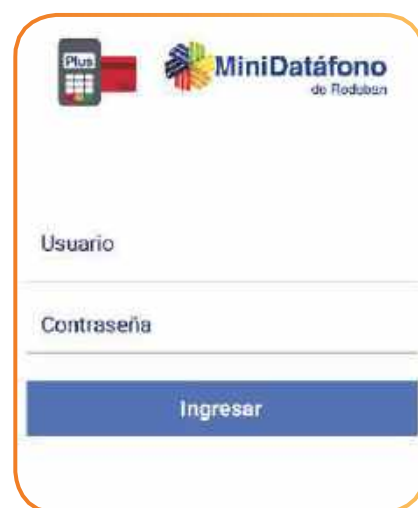 Plus
MiniDatáfono
de Redeban
Usuario
Contraseña
Ingresar